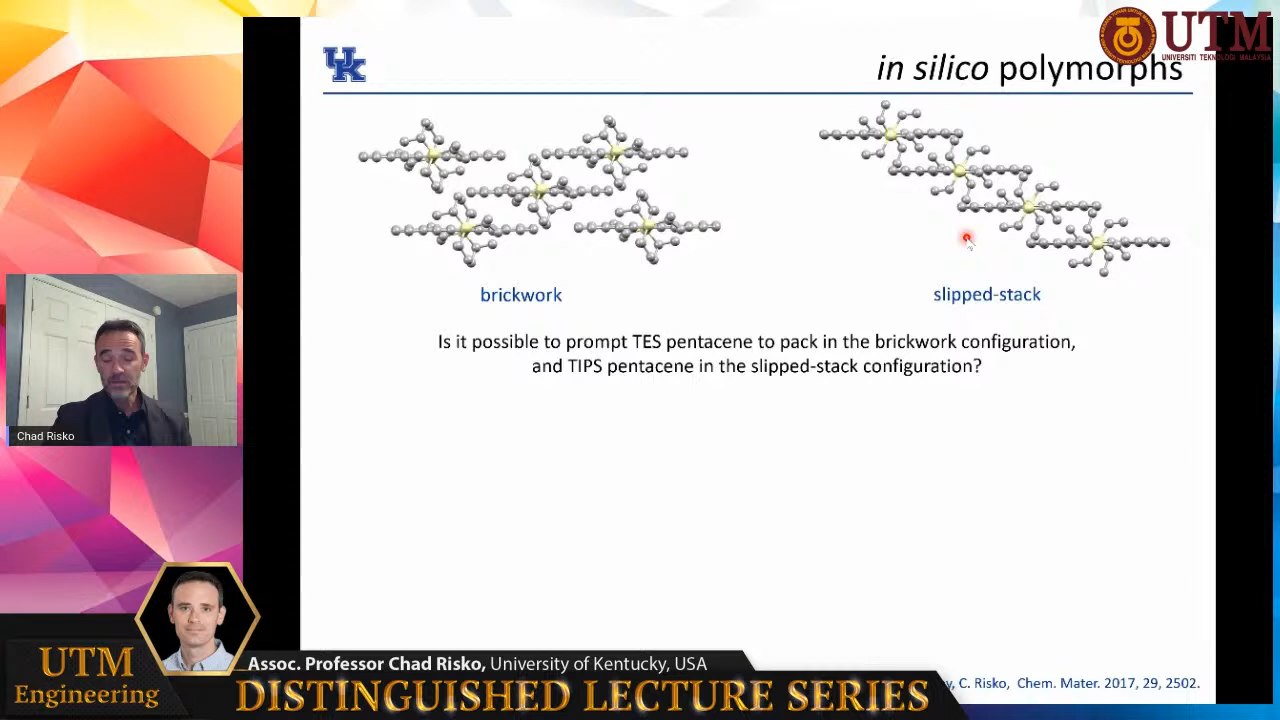 UK
UTM
UNIVERSITI TEKNOLOGI MALAYSIA
in silico polymorphs
brickwork
slipped-stack
Is it possible to prompt TES pentacene to pack in the brickwork configuration,
and TIPS pentacene in the slipped-stack configuration?
Chad Risko
UTM
Engineering
Assoc. Professor Chad Risko, University of Kentucky, USA
DISTINGUISHED LECTURE SERIES
C. Risko, Chem. Mater. 2017, 29, 2502.